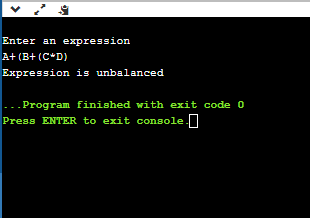 Enter an expression
A+(B+(C*D)
Expression is unbalanced
...Program finished with exit code 0
Press ENTER to exit console.